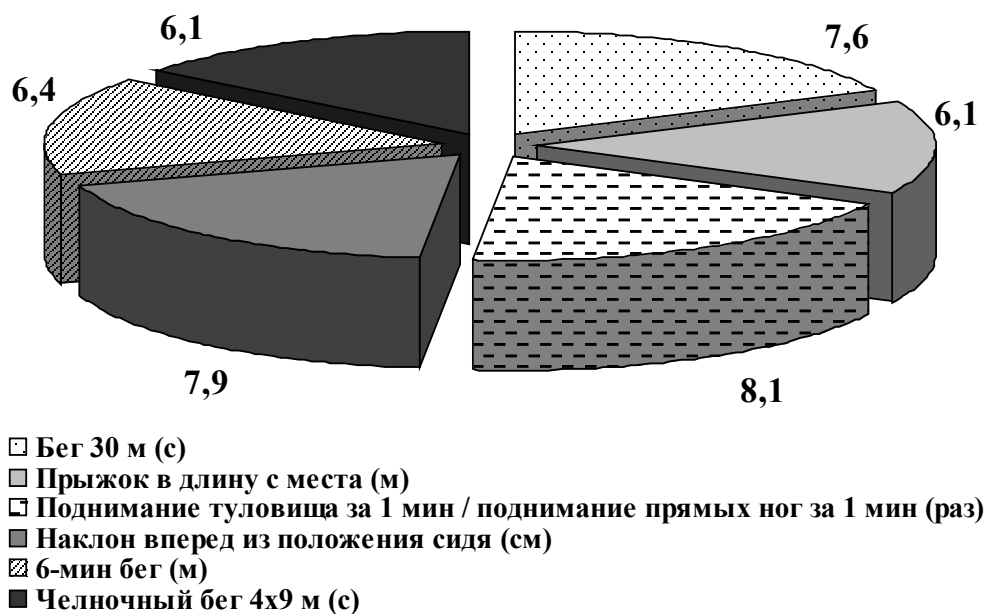 6,1
7,6
6,4
6,1
7,9
8,1
Бег 30 м (с)
Прыжок в длину с места (м)
Поднимание туловища за 1 мин / поднимание прямых ног за 1 мин (раз)
Наклон вперед из положения сидя (см)
6-мин бег (м)
Челночный бег 4х9 м (с)